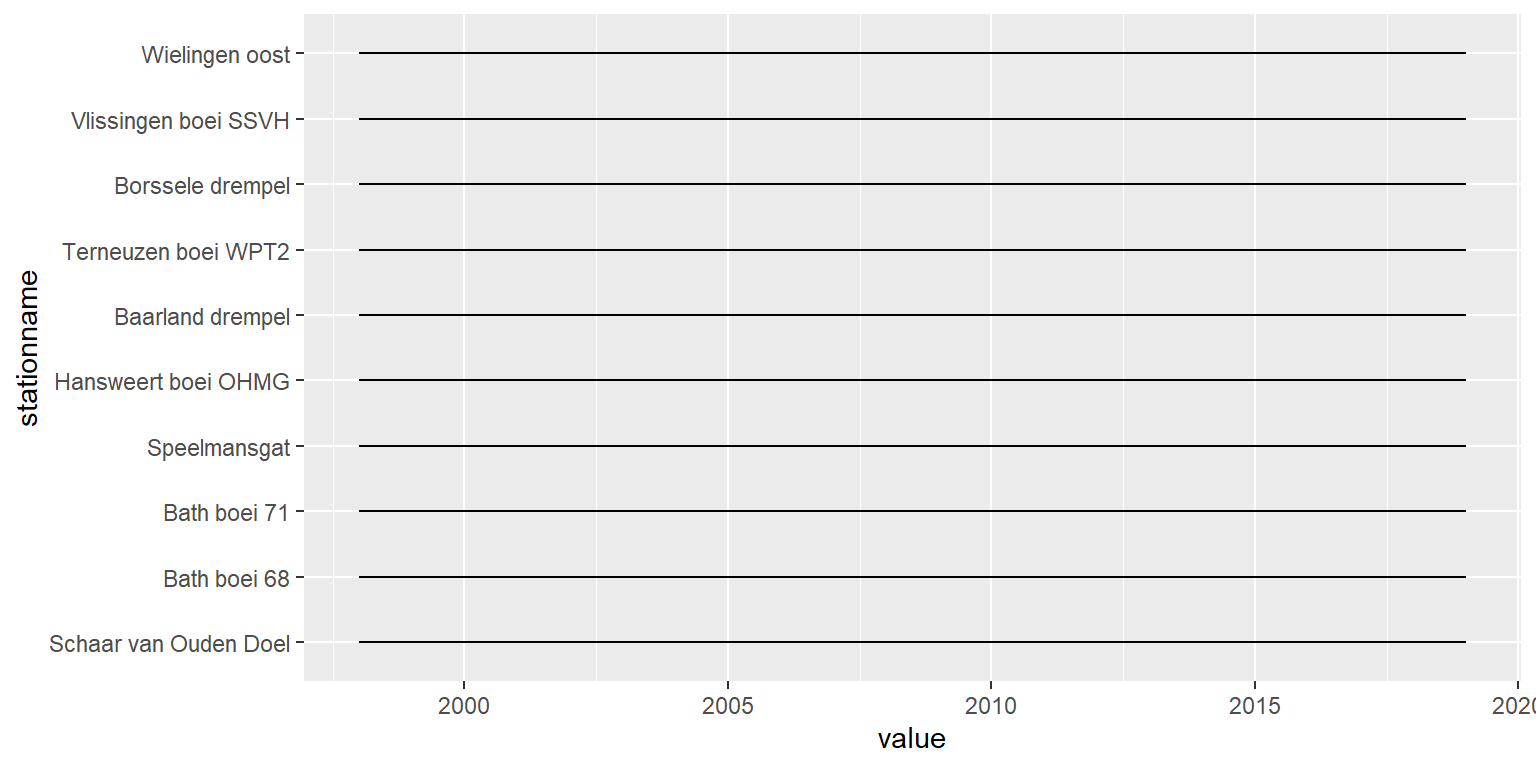 stationname
Wielingen oost
Vlissingen boei SSVH
Borssele drempel
Terneuzen boei WPT2
Baarland drempel
Hansweert boei OHMG
Speelmansgat
Bath boei 71
Bath boei 68
Schaar van Ouden Doel
2000 2005 2010 2015 2020
value